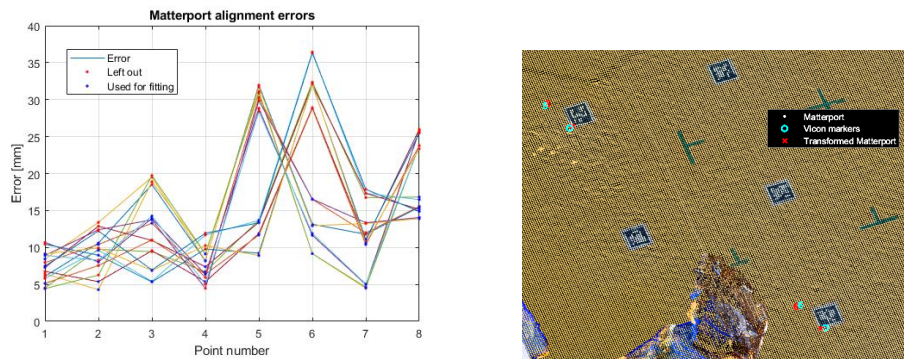 Matterport alignment errors
40
35
30
25
20
15
10
5
0
Error [mm]
Error
Left out
Used for fitting
1 2 3 4 5 6 7 8
Point number
Matterport
Vicon markers
Transformed Matterport